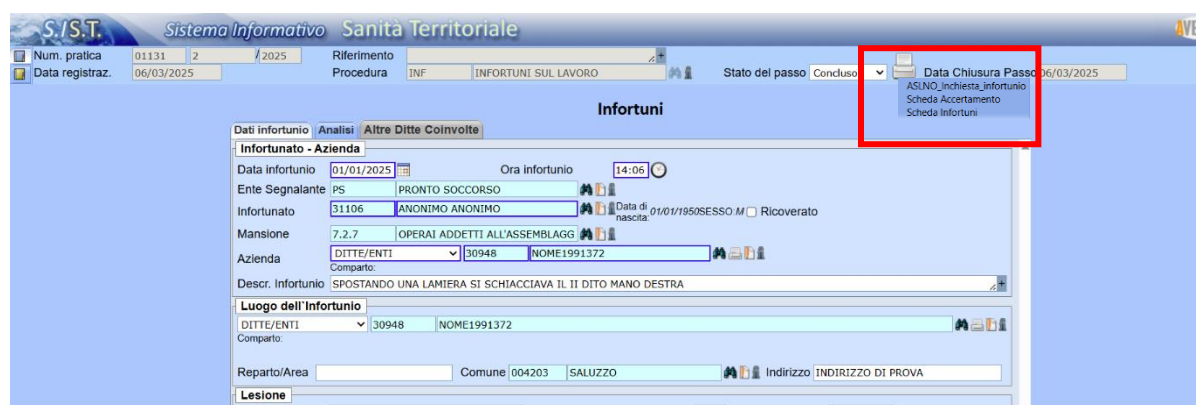 S.I.S.T. Sistema Informativo Sanità Territoriale AVE
Num. pratica 01131 2 / 2025 Riferimento +
Data registraz. 06/03/2025 Procedura INF INFORTUNI SUL LAVORO Stato del passo Concluso Data Chiusura Passo 06/03/2025
ASLNO_Inchiesta_infortunio
Scheda Accertamento
Scheda Infortuni
Infortuni
Dati infortunio Analisi Altre Ditte Coinvolte
Infortunato - Azienda
Data infortunio 01/01/2025 Ora infortunio 14:06
Ente Segnalante PS PRONTO SOCCORSO
Infortunato 31106 ANONIMO ANONIMO Data di nascita: 01/01/1950 SESSO:M Ricoverato
Mansione 7.2.7 OPERAI ADDETTI ALL'ASSEMBLAGG
Azienda DITTE/ENTI 30948 NOME1991372
Comparto:
Descr. Infortunio SPOSTANDO UNA LAMIERA SI SCHIACCIAVA IL II DITO MANO DESTRA +
Luogo dell`Infortunio
DITTE/ENTI 30948 NOME1991372
Comparto:
Reparto/Area Comune 004203 SALUZZO Indirizzo INDIRIZZO DI PROVA
Lesione